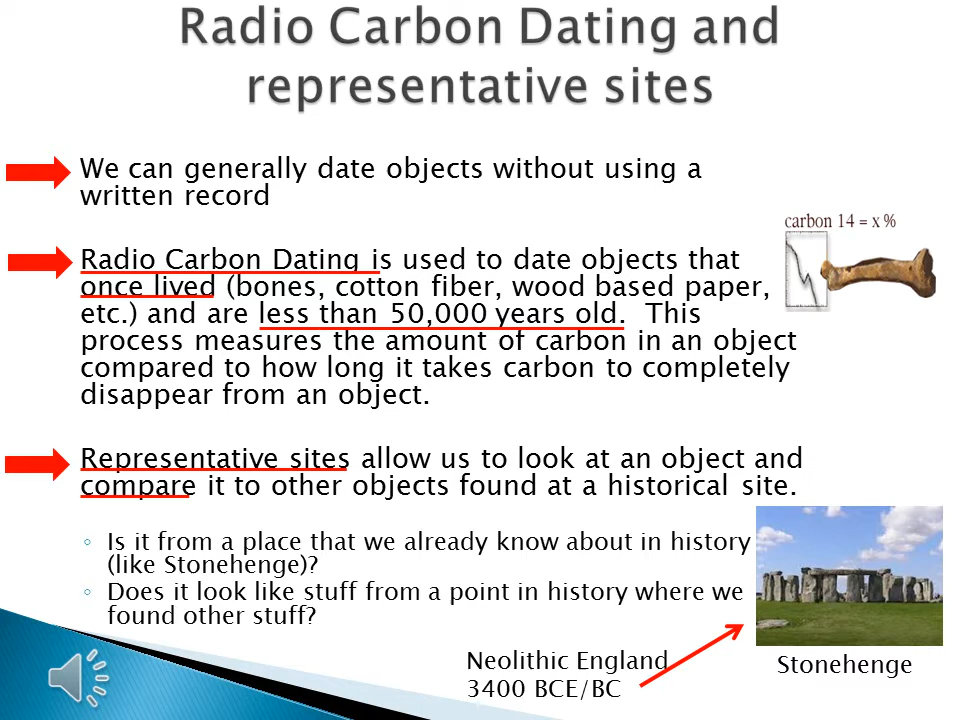 Radio Carbon Dating and
representative sites
We can generally date objects without using a
written record
carbon 14 = x %
Radio Carbon Dating is used to date objects that
once lived (bones, cotton fiber, wood based paper,
etc.) and are less than 50,000 years old.  This
process measures the amount of carbon in an object
compared to how long it takes carbon to completely
disappear from an object.
Representative sites allow us to look at an object and
compare it to other objects found at a historical site.
◦ Is it from a place that we already know about in history
(like Stonehenge)?
◦ Does it look like stuff from a point in history where we
found other stuff?
Neolithic England
3400 BCE/BC
Stonehenge